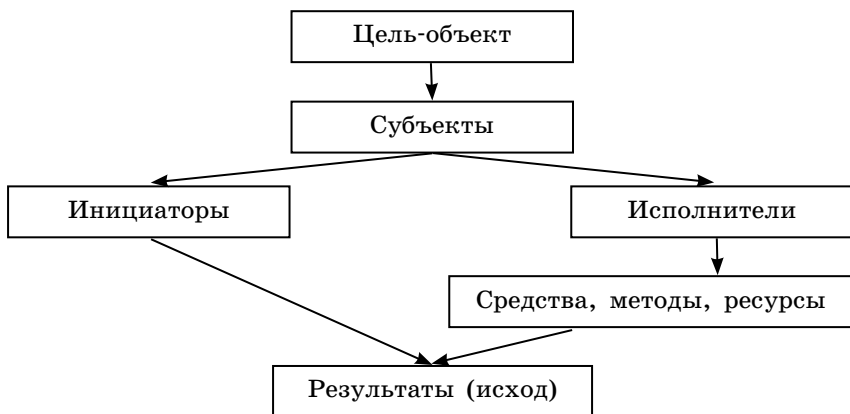 Цель-объект
Субъекты
Инициаторы
Исполнители
Средства, методы, ресурсы
Результаты (исход)